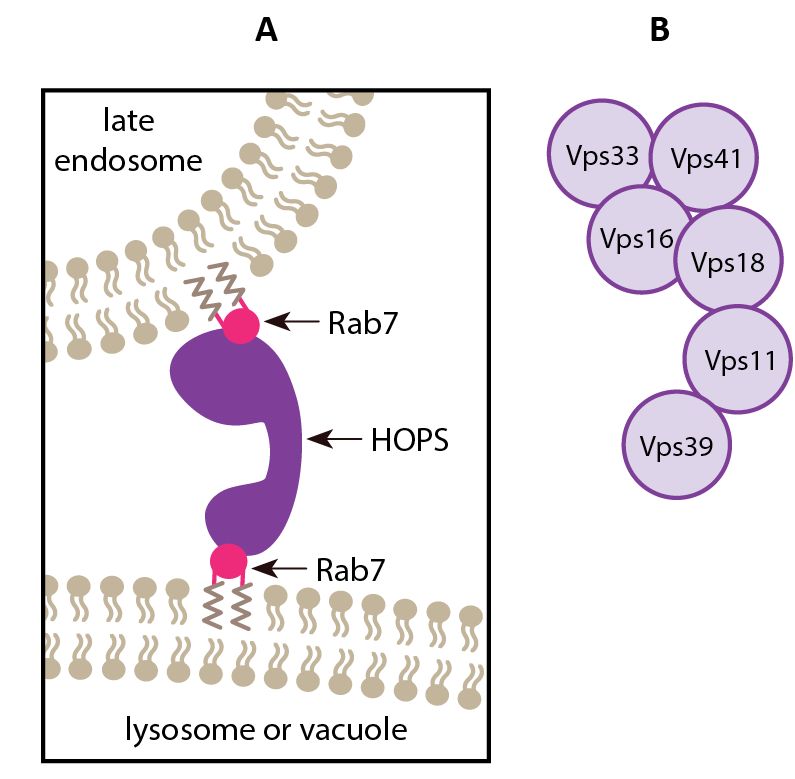 A
B
late
endosome
Rab7
HOPS
Rab7
lysosome or vacuole
Vps33
Vps41
Vps16
Vps18
Vps11
Vps39